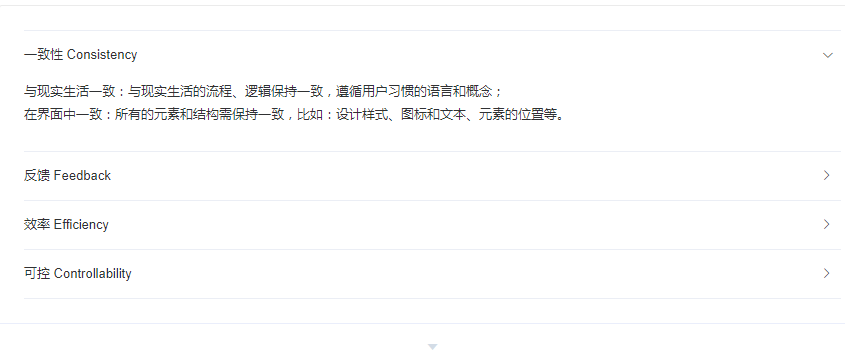 一致性 Consistency
与现实生活一致：与现实生活的流程、逻辑保持一致，遵循用户习惯的语言和概念；
在界面中一致：所有的元素和结构需保持一致，比如：设计样式、图标和文本、元素的位置等。
反馈 Feedback
效率 Efficiency
可控 Controllability